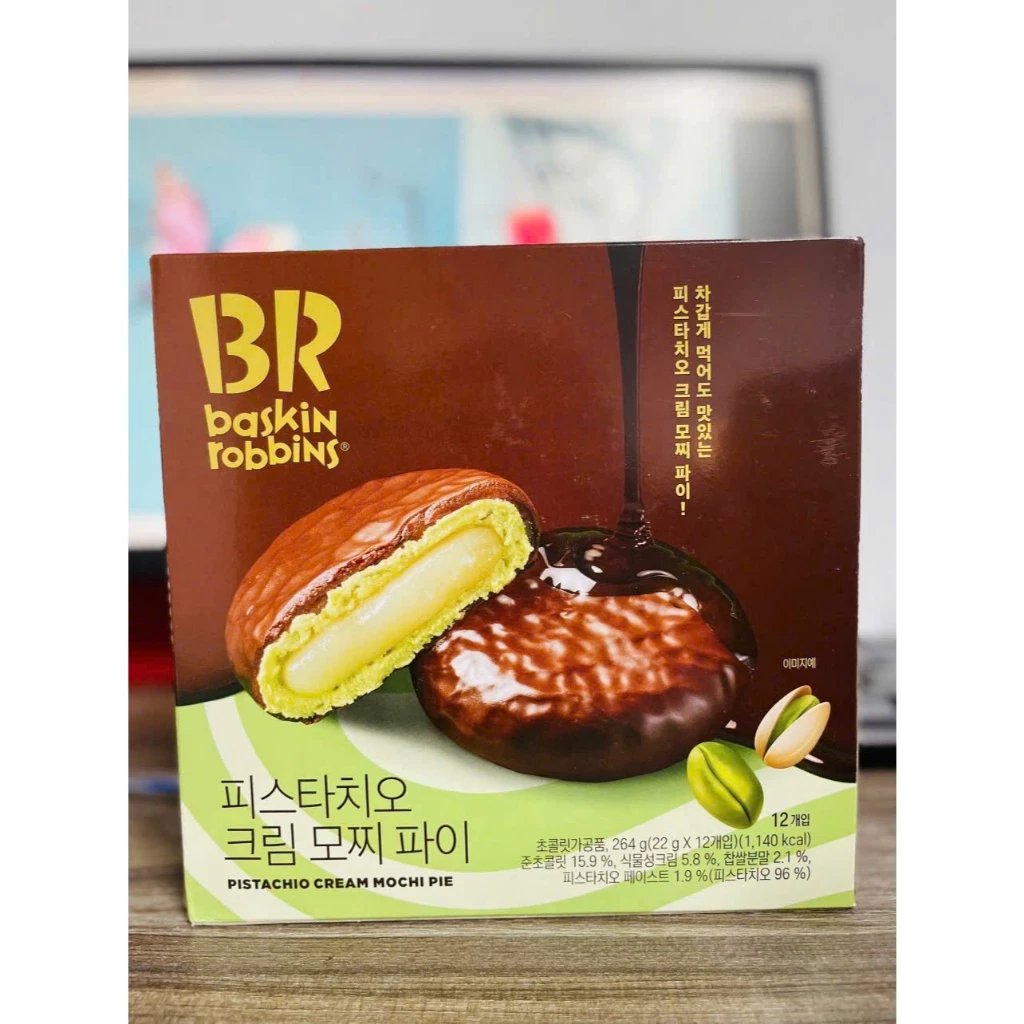 BR
baskin
robbins®
차갑게 먹어도 맛있는
피스타치오 크림 모찌 파이!
이미지예
피스타치오
크림 모찌 파이
PISTACHIO CREAM MOCHI PIE
12개입
초콜릿가공품, 264 g(22 g X 12개입)(1,140 kcal)
준초콜릿 15.9 %, 식물성크림 5.8 %, 찹쌀분말 2.1 %,
피스타치오 페이스트 1.9 %(피스타치오 96 %)